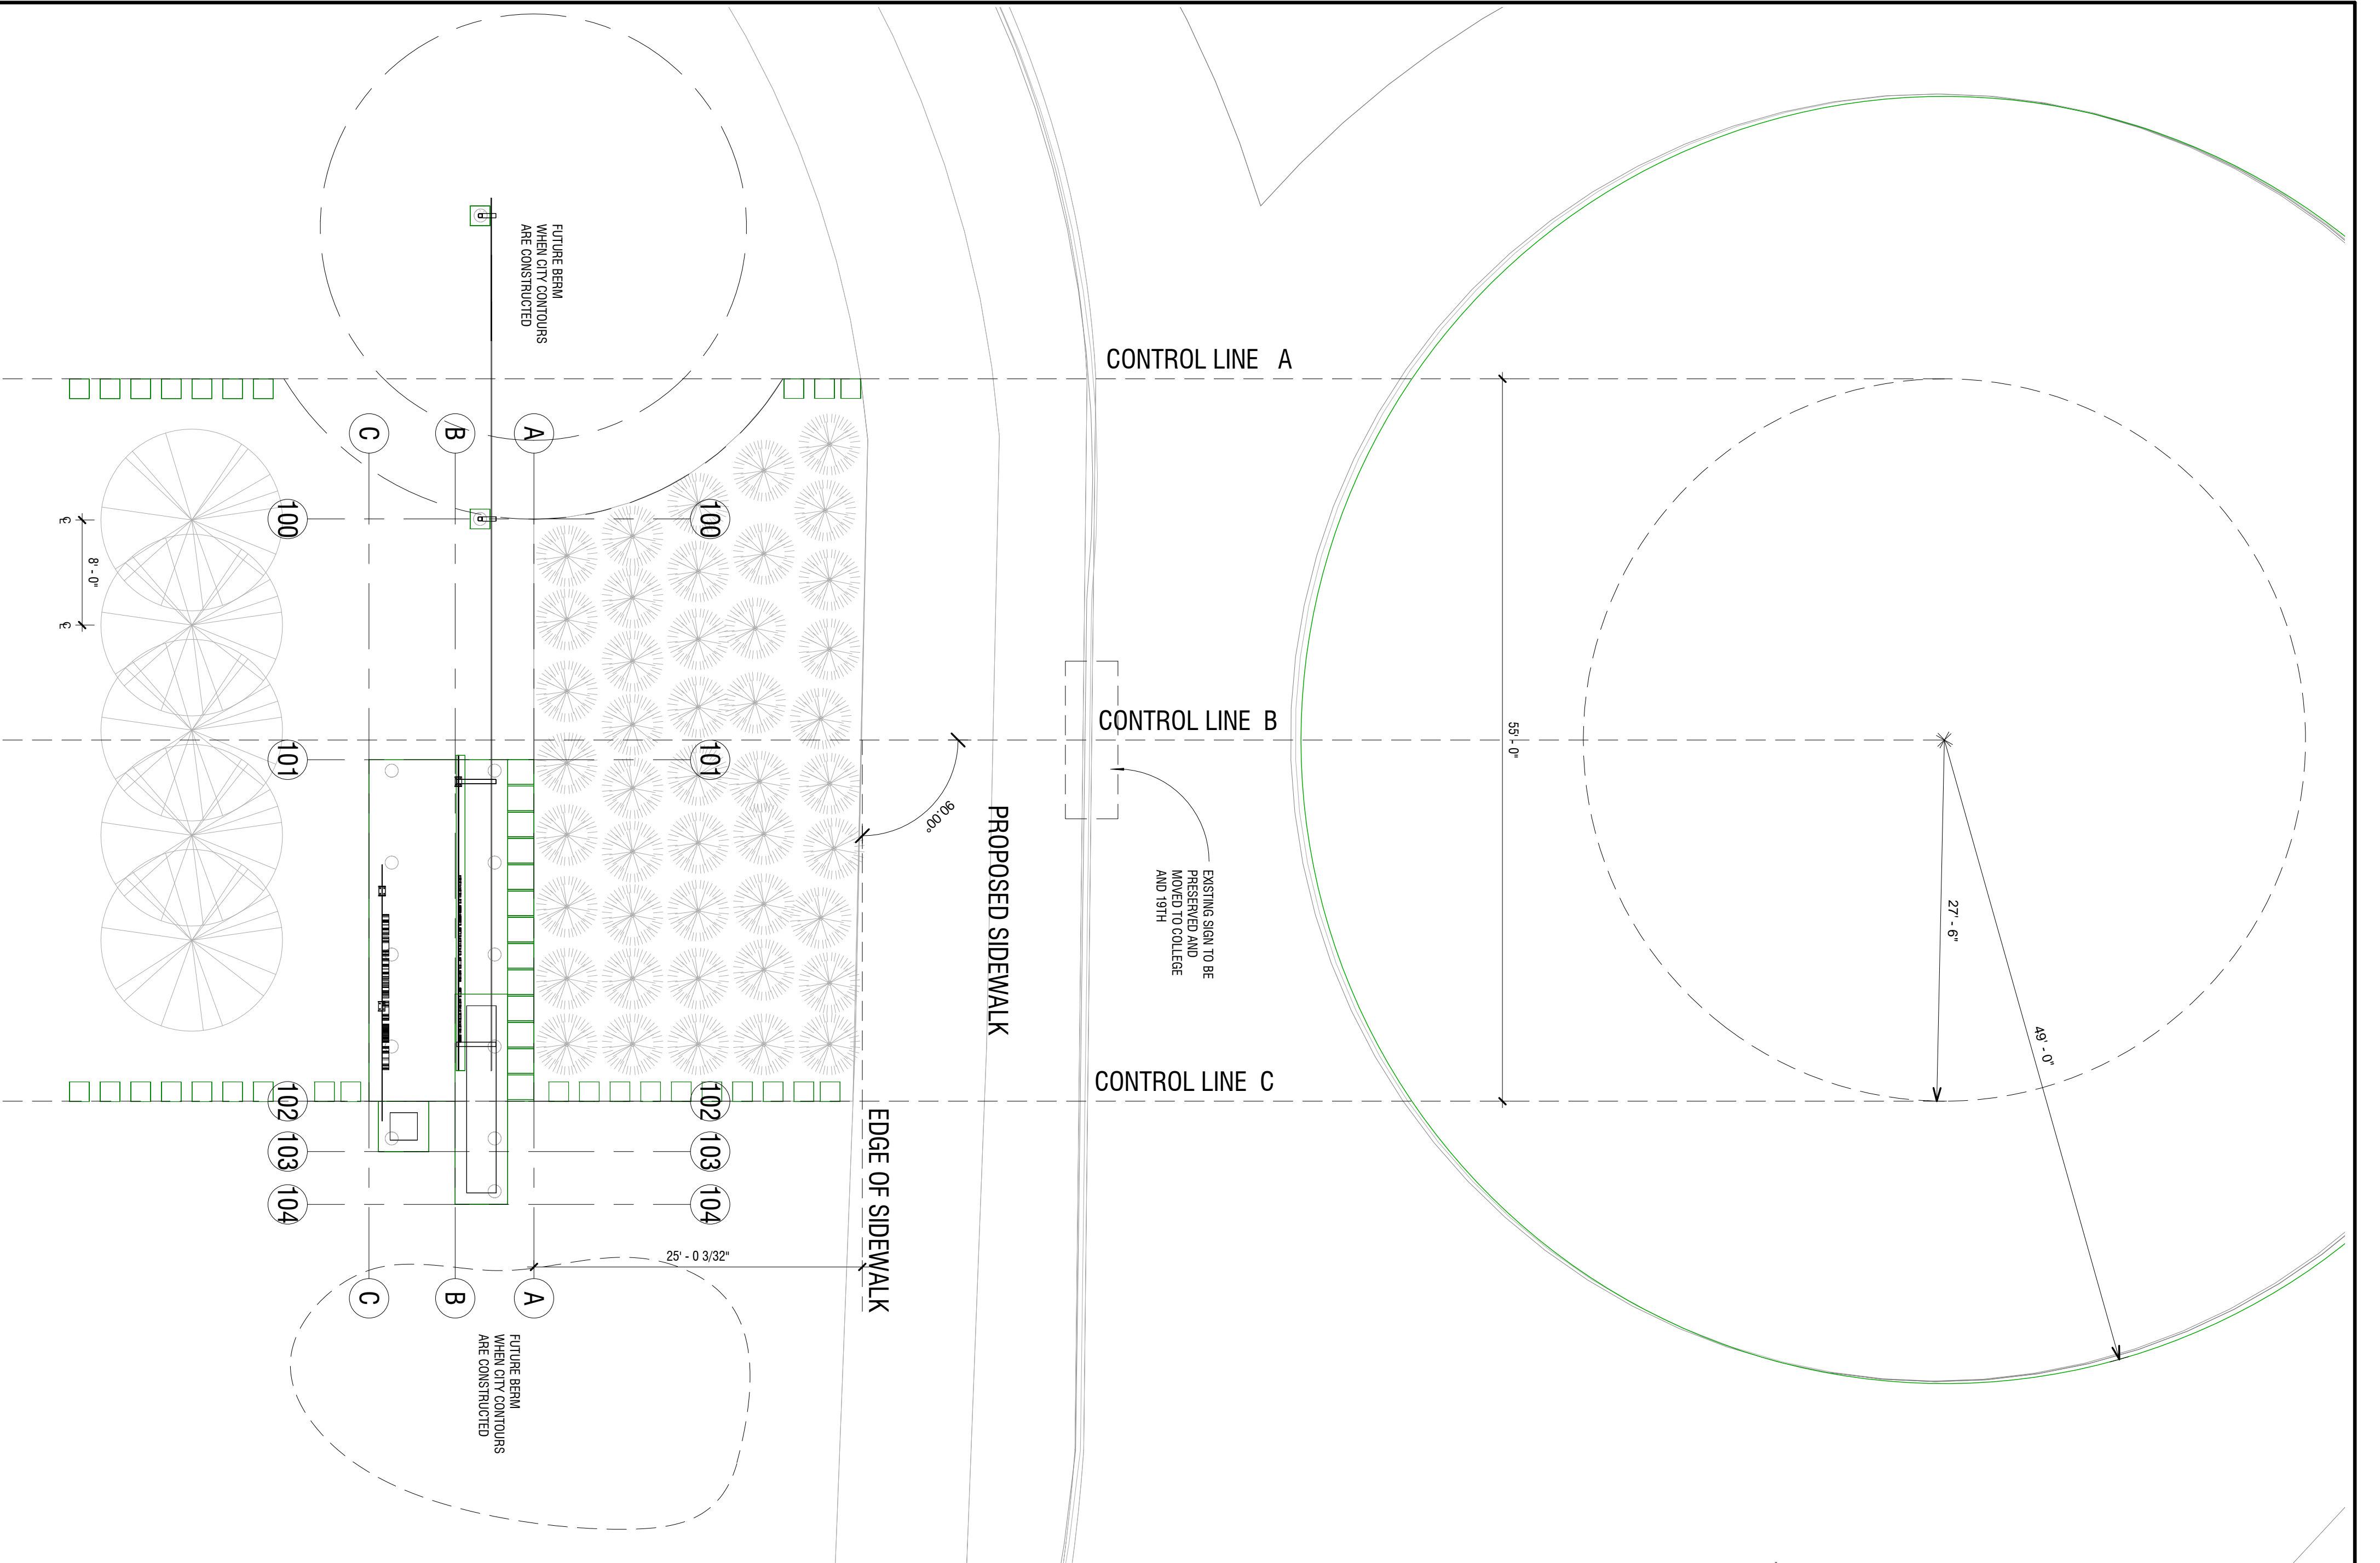 FUTURE BERM
WHEN CITY CONTOURS
ARE CONSTRUCTED
CONTROL LINE A
C
B
A
100
100
8' - 0"
CONTROL LINE B
55' - 0"
101
101
90.00°
PROPOSED SIDEWALK
EXISTING SIGN TO BE
PRESERVED AND
MOVED TO COLLEGE
AND 19TH
27' - 6"
49' - 0"
CONTROL LINE C
102
102
103
103
104
104
EDGE OF SIDEWALK
25' - 0 3/32"
C
B
A
FUTURE BERM
WHEN CITY CONTOURS
ARE CONSTRUCTED